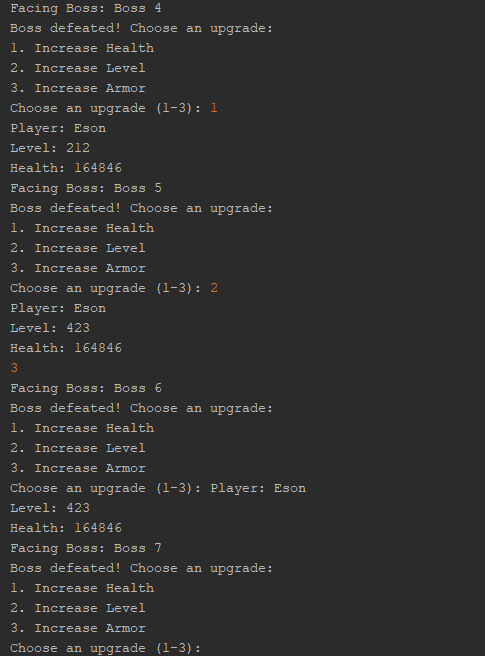 Facing Boss: Boss 4
Boss defeated! Choose an upgrade:
1. Increase Health
2. Increase Level
3. Increase Armor
Choose an upgrade (1-3): 1
Player: Eson
Level: 212
Health: 164846
Facing Boss: Boss 5
Boss defeated! Choose an upgrade:
1. Increase Health
2. Increase Level
3. Increase Armor
Choose an upgrade (1-3): 2
Player: Eson
Level: 423
Health: 164846
3
Facing Boss: Boss 6
Boss defeated! Choose an upgrade:
1. Increase Health
2. Increase Level
3. Increase Armor
Choose an upgrade (1-3): Player: Eson
Level: 423
Health: 164846
Facing Boss: Boss 7
Boss defeated! Choose an upgrade:
1. Increase Health
2. Increase Level
3. Increase Armor
Choose an upgrade (1-3):